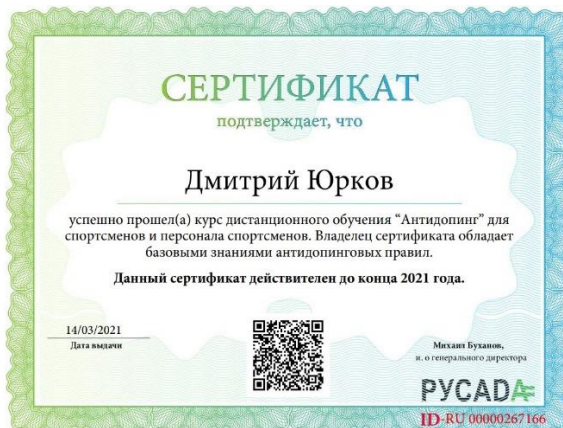 СЕРТИФИКАТ
подтверждает, что
Дмитрий Юрков
успешно прошел(а) курс дистанционного обучения “Антидопинг” для
спортсменов и персонала спортсменов. Владелец сертификата обладает
базовыми знаниями антидопинговых правил.
Данный сертификат действителен до конца 2021 года.
14/03/2021
Дата выдачи
Михаил Буханов,
и. о генерального директора
РУСАДА
ID-RU 00000267166